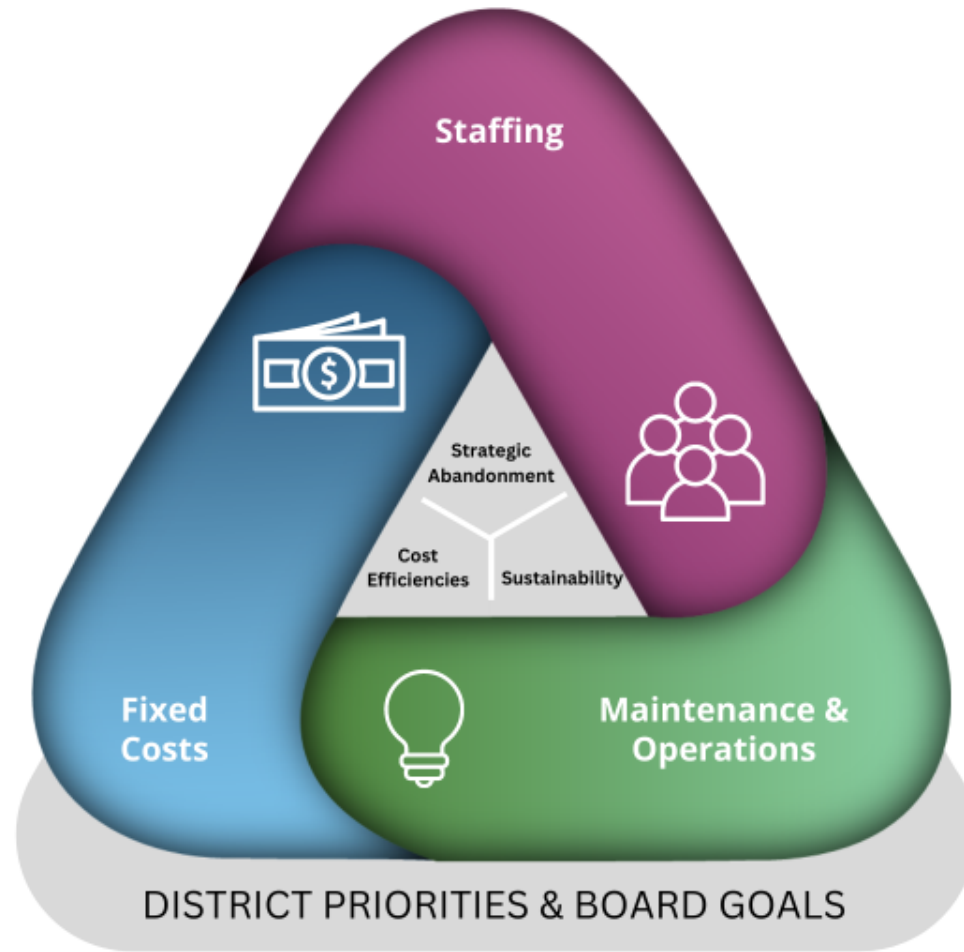 Staffing
$
Strategic
Abandonment
Cost
Efficiencies
Sustainability
Fixed
Costs
Maintenance &
Operations
DISTRICT PRIORITIES & BOARD GOALS